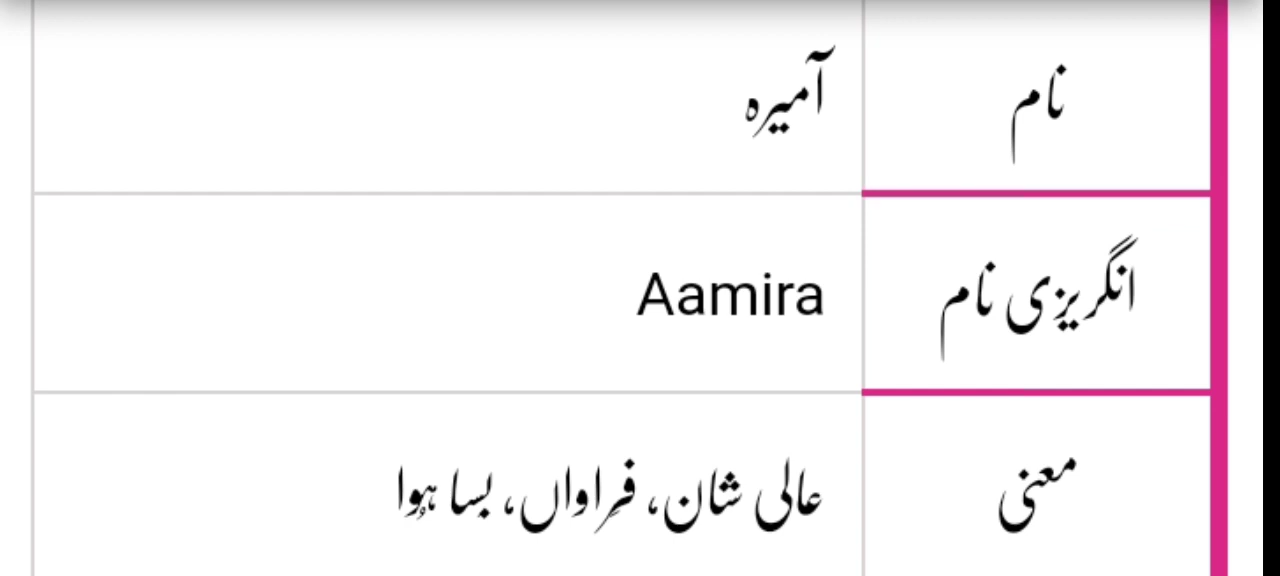 نام آمیرہ
انگریزی نام Aamira
معنی عالی شان، فراواں، بسا ہوا